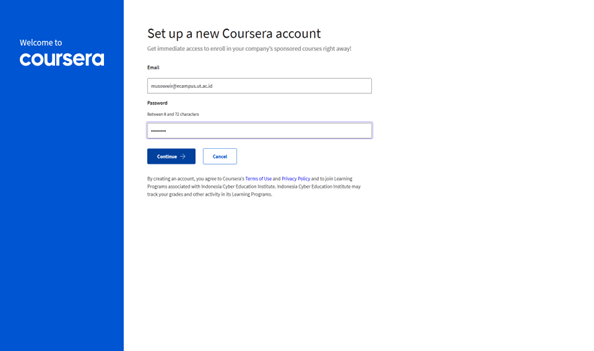 Welcome to
coursera
Set up a new Coursera account
Get immediate access to enroll in your company's sponsored courses right away!
Email
@ecampus.ut.ac.id
Password
Between 8 and 72 characters
Continue →
Cancel
By creating an account, you agree to Coursera's Terms of Use and Privacy Policy and to join Learning
Programs associated with Indonesia Cyber Education Institute. Indonesia Cyber Education Institute may
track your grades and other activity in its Learning Programs.